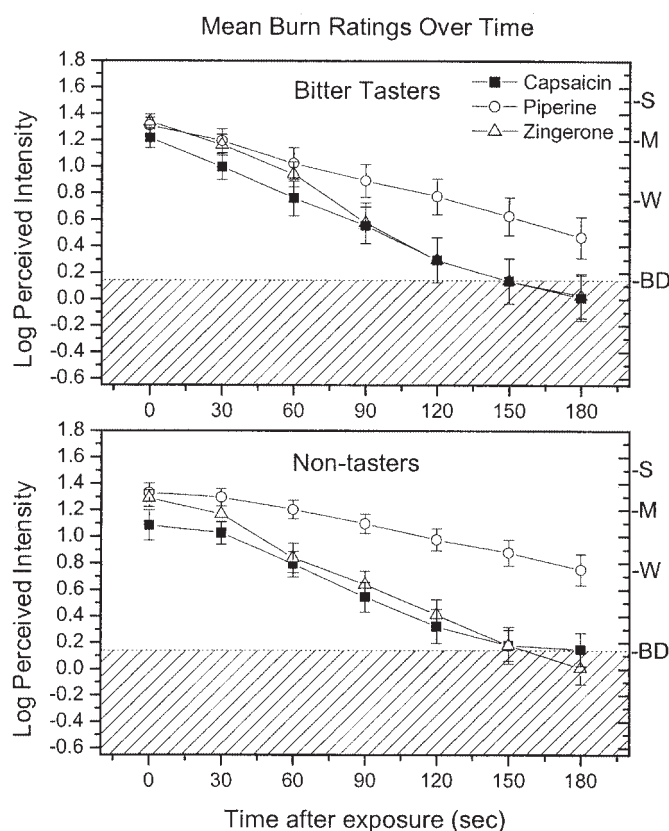 Mean Burn Ratings Over Time
Log Perceived Intensity
1.8
1.6
1.4
1.2
1.0
0.8
0.6
0.4
0.2
0.0
-0.2
-0.4
-0.6
Bitter Tasters
Capsaicin
Piperine
Zingerone
-S
-M
-W
-BD
0 30 60 90 120 150 180
Log Perceived Intensity
1.8
1.6
1.4
1.2
1.0
0.8
0.6
0.4
0.2
0.0
-0.2
-0.4
-0.6
Non-tasters
-S
-M
-W
-BD
0 30 60 90 120 150 180
Time after exposure (sec)